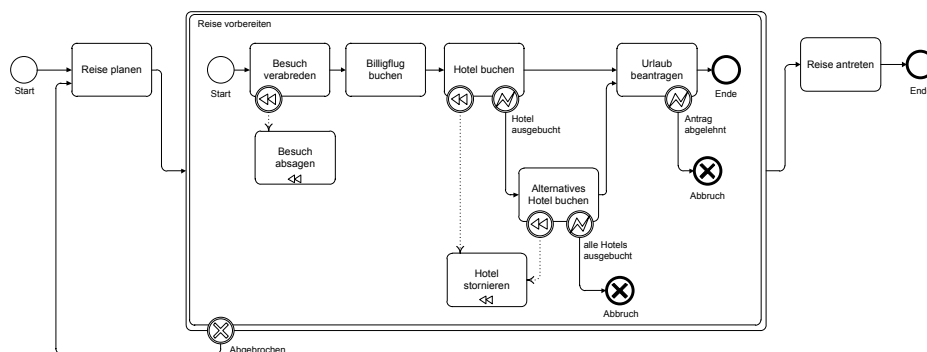 Reise vorbereiten
Start
Reise planen
Start
Besuch
verabreden
Billigflug
buchen
Hotel buchen
Urlaub
beantragen
Ende
Reise antreten
End
Hotel
ausgebucht
Antrag
abgelehnt
Besuch
absagen
Abbruch
Alternatives
Hotel buchen
alle Hotels
ausgebucht
Hotel
stornieren
Abbruch
Abgebrochen